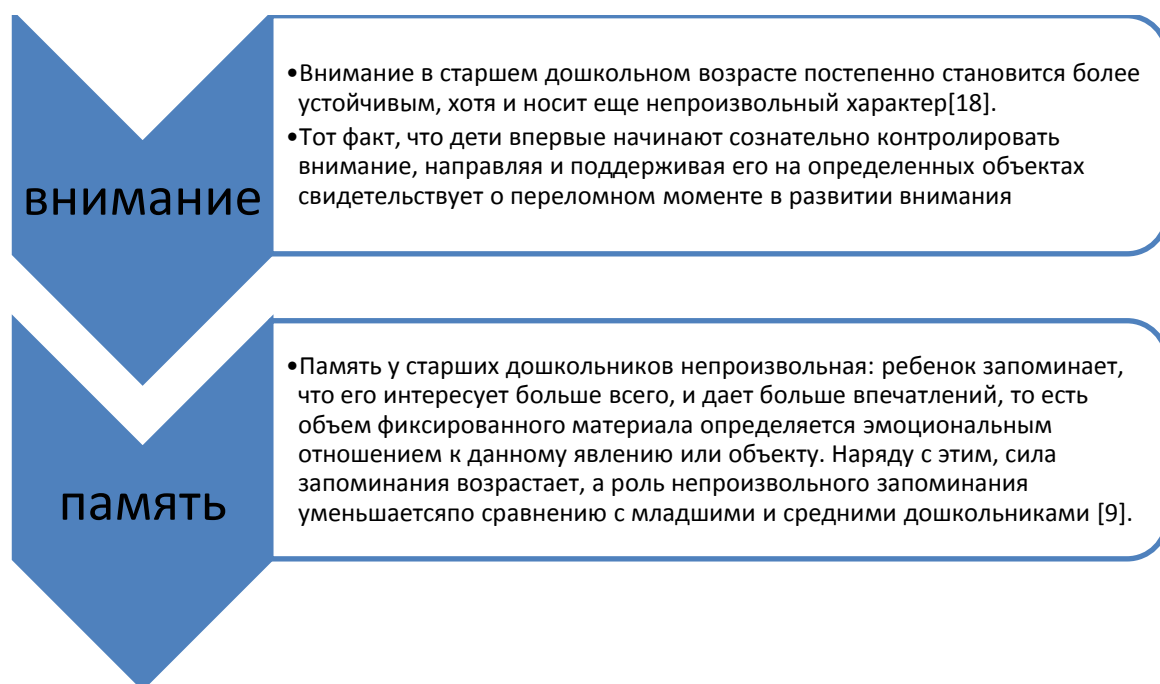 внимание
•Внимание в старшем дошкольном возрасте постепенно становится более
устойчивым, хотя и носит еще непроизвольный характер[18].
•Тот факт, что дети впервые начинают сознательно контролировать
внимание, направляя и поддерживая его на определенных объектах
свидетельствует о переломном моменте в развитии внимания
память
•Память у старших дошкольников непроизвольная: ребенок запоминает,
что его интересует больше всего, и дает больше впечатлений, то есть
объем фиксированного материала определяется эмоциональным
отношением к данному явлению или объекту. Наряду с этим, сила
запоминания возрастает, а роль непроизвольного запоминания
уменьшаетсяпо сравнению с младшими и средними дошкольниками [9].